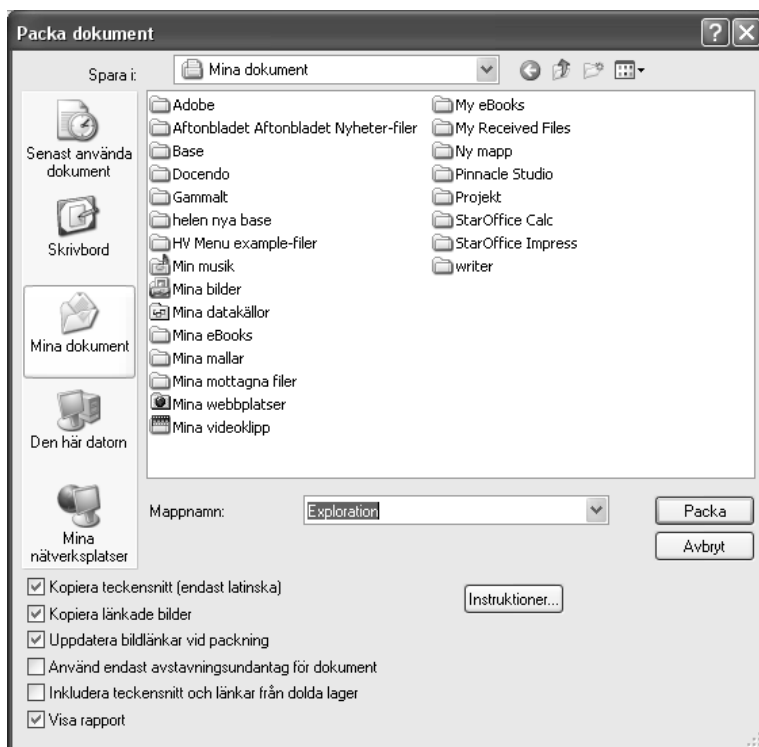 Packa dokument
Spara i:
Mina dokument
Senast använda
dokument
Skrivbord
Mina dokument
Den här datorn
Mina
nätverksplatser
Adobe
Aftonbladet Aftonbladet Nyheter-filer
Base
Docendo
Gammalt
helen nya base
HV Menu example-filer
Min musik
Mina bilder
Mina datakällor
Mina eBooks
Mina mallar
Mina mottagna filer
Mina webbplatser
Mina videoklipp
My eBooks
My Received Files
Ny mapp
Pinnacle Studio
Projekt
StarOffice Calc
StarOffice Impress
writer
Mappnamn:
Exploration
Packa
Avbryt
Kopiera teckensnitt (endast latinska)
Kopiera länkade bilder
Uppdatera bildlänkar vid packning
Använd endast avstavningsundantag för dokument
Inkludera teckensnitt och länkar från dolda lager
Visa rapport
Instruktioner...